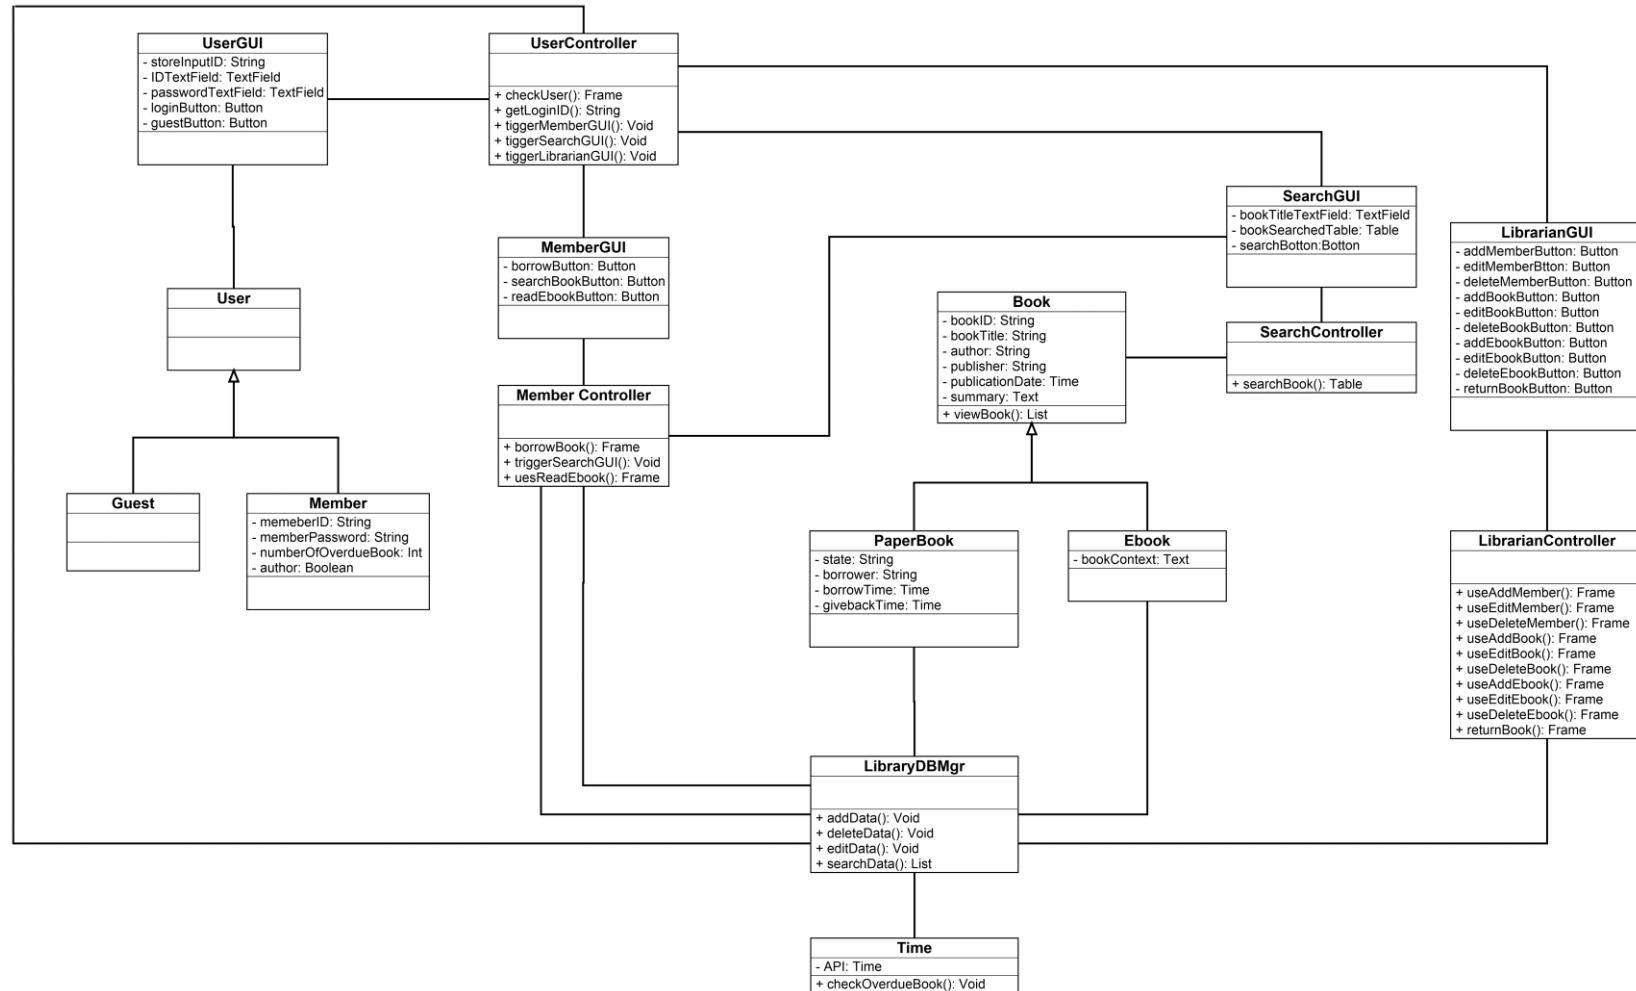 UserGUI
- storeInputID: String
- IDTextField: TextField
- passwordTextField: TextField
- loginButton: Button
- guestButton: Button
UserController
+ checkUser(): Frame
+ getLoginID(): String
+ tiggerMemberGUI(): Void
+ tiggerSearchGUI(): Void
+ tiggerLibrarianGUI(): Void
SearchGUI
- bookTitleTextField: TextField
- bookSearchedTable: Table
- searchBotton:Botton
LibrarianGUI
- addMemberButton: Button
- editMemberBtton: Button
- deleteMemberButton: Button
- addBookButton: Button
- editBookButton: Button
- deleteBookButton: Button
- addEbookButton: Button
- editEbookButton: Button
- deleteEbookButton: Button
- returnBookButton: Button
MemberGUI
- borrowButton: Button
- searchBookButton: Button
- readEbookButton: Button
User
Book
- bookID: String
- bookTitle: String
- author: String
- publisher: String
- publicationDate: Time
- summary: Text
+ viewBook(): List
SearchController
+ searchBook(): Table
Member Controller
+ borrowBook(): Frame
+ triggerSearchGUI(): Void
+ uesReadEbook(): Frame
Guest
Member
- memeberID: String
- memberPassword: String
- numberOfOverdueBook: Int
- author: Boolean
PaperBook
- state: String
- borrower: String
- borrowTime: Time
- givebackTime: Time
Ebook
- bookContext: Text
LibrarianController
+ useAddMember(): Frame
+ useEditMember(): Frame
+ useDeleteMember(): Frame
+ useAddBook(): Frame
+ useEditBook(): Frame
+ useDeleteBook(): Frame
+ useAddEbook(): Frame
+ useEditEbook(): Frame
+ useDeleteEbook(): Frame
+ returnBook(): Frame
LibraryDBMgr
+ addData(): Void
+ deleteData(): Void
+ editData(): Void
+ searchData(): List
Time
- API: Time
+ checkOverdueBook(): Void